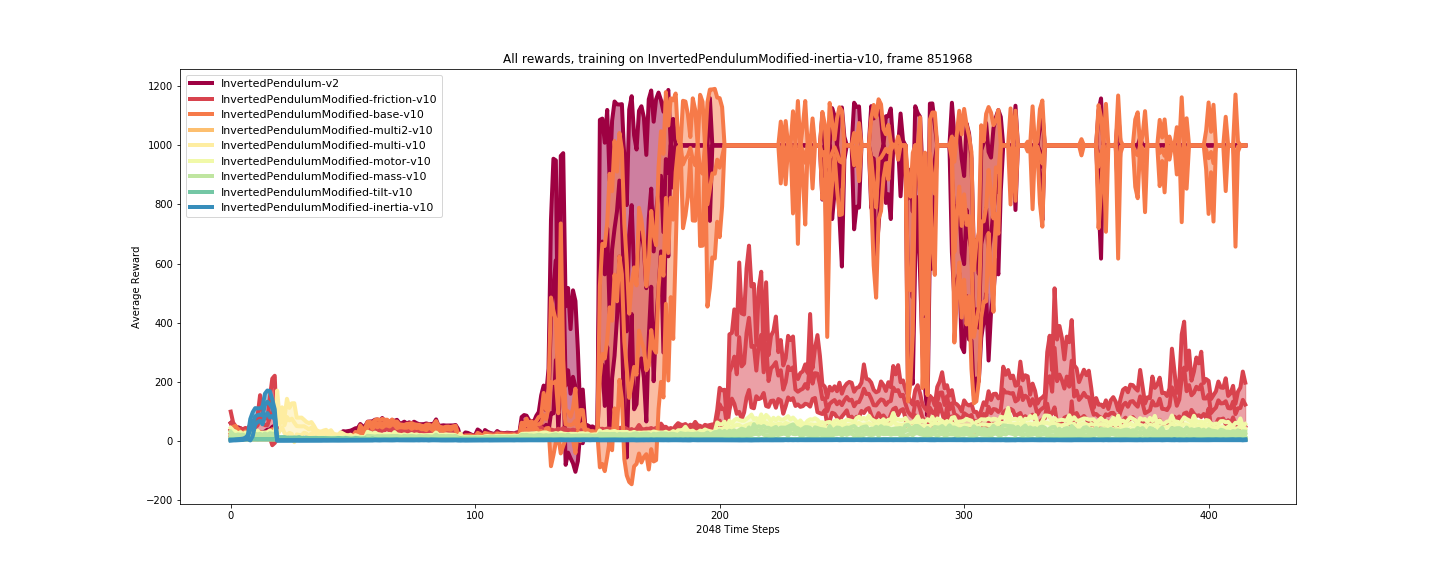 All rewards, training on InvertedPendulumModified-inertia-v10, frame 851968
InvertedPendulum-v2
InvertedPendulumModified-friction-v10
InvertedPendulumModified-base-v10
InvertedPendulumModified-multi2-v10
InvertedPendulumModified-multi-v10
InvertedPendulumModified-motor-v10
InvertedPendulumModified-mass-v10
InvertedPendulumModified-tilt-v10
InvertedPendulumModified-inertia-v10
Average Reward
1200
1000
800
600
400
200
0
−200
0 100 200 300 400
2048 Time Steps